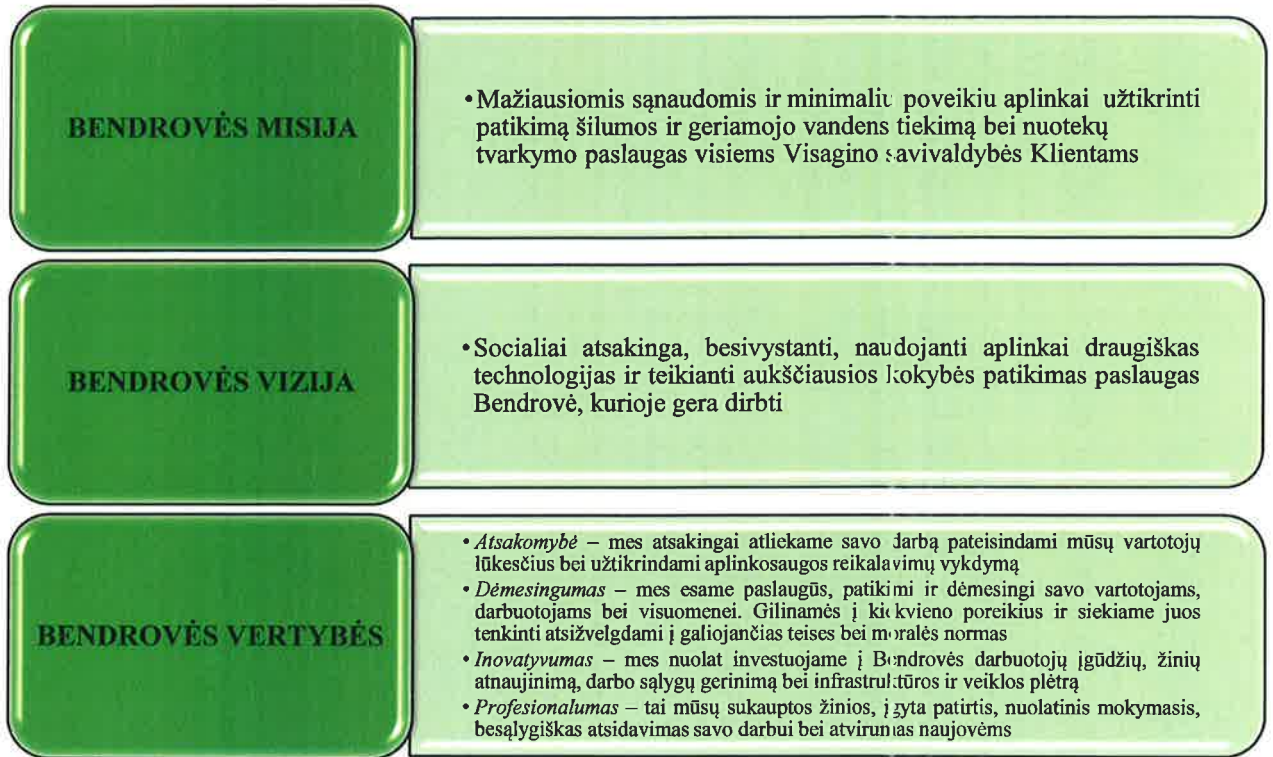 BENDROVĖS MISIJA
•Mažiausiomis sąnaudomis ir minimaliu poveikiu aplinkai užtikrinti
patikimą šilumos ir geriamojo vandens tiekimą bei nuotekų
tvarkymo paslaugas visiems Visagino savivaldybės Klientams
BENDROVĖS VIZIJA
•Socialiai atsakinga, besivystanti, naudojanti aplinkai draugiškas
technologijas ir teikianti aukščiausios kokybės patikimas paslaugas
Bendrovė, kurioje gera dirbti
BENDROVĖS VERTYBĖS
•Atsakomybė – mes atsakingai atliekame savo darbą pateisindami mūsų vartotojų
lūkesčius bei užtikrindami aplinkosaugos reikalavimų vykdymą
•Dėmesingumas – mes esame paslaugūs, patikimi ir dėmesingi savo vartotojams,
darbuotojams bei visuomenei. Gilinamės į kiekvieno poreikius ir siekiame juos
tenkinti atsižvelgdami į galiojančias teises bei moralės normas
•Inovatyvumas – mes nuolat investuojame į Bendrovės darbuotojų įgūdžių, žinių
atnaujinimą, darbo sąlygų gerinimą bei infrastruktūros ir veiklos plėtrą
•Profesionalumas – tai mūsų sukauptos žinios, įgyta patirtis, nuolatinis mokymasis,
besąlygiškas atsidavimas savo darbui bei atvirumas naujovėms